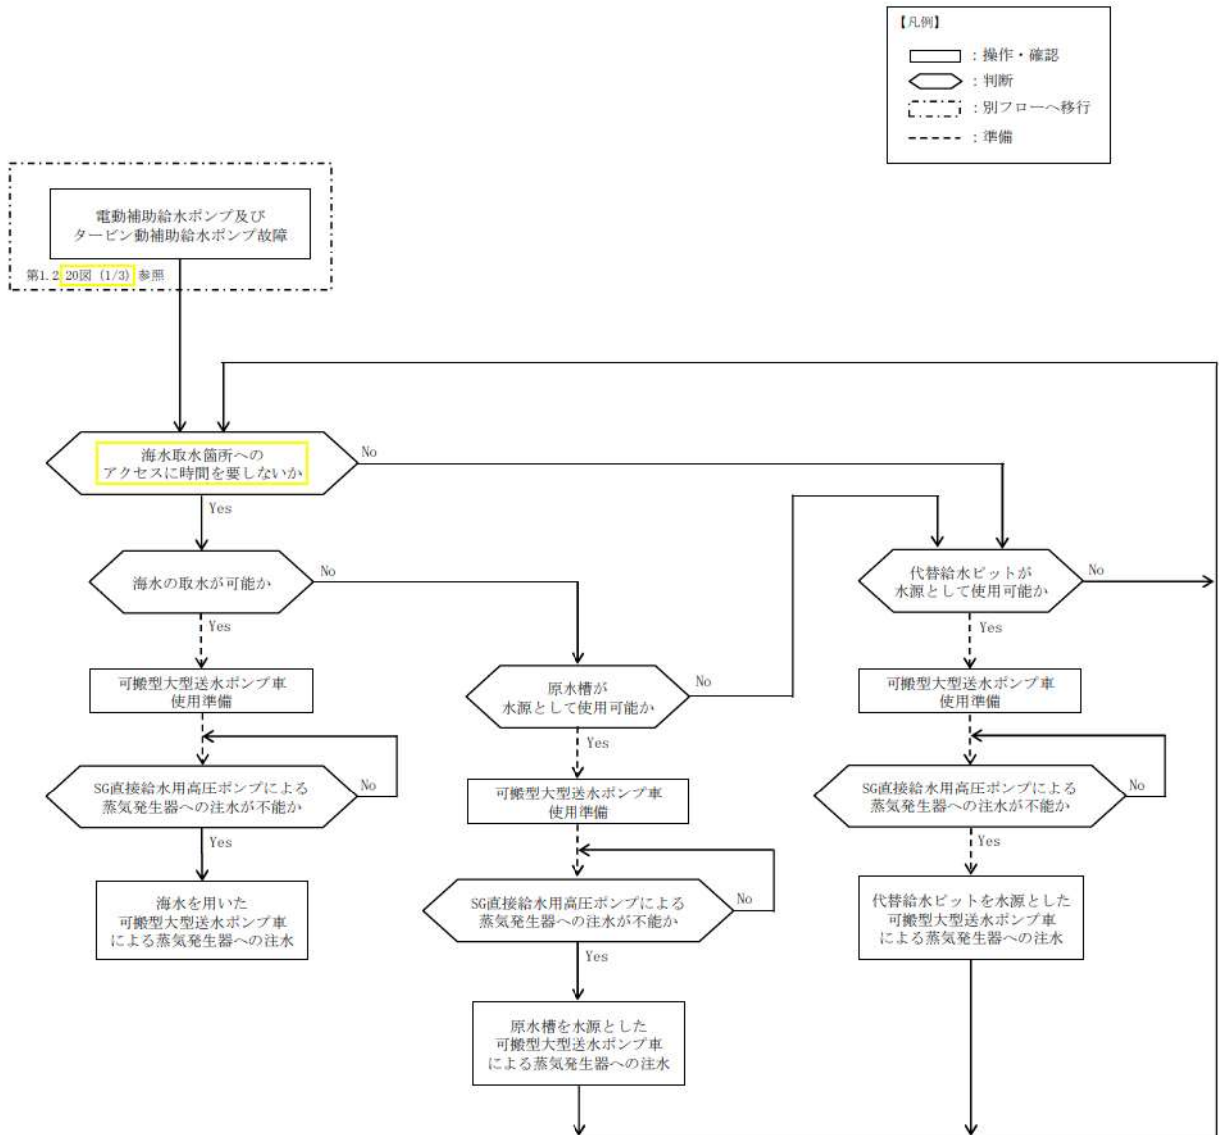 【凡例】
：操作・確認
：判断
：別フローへ移行
：準備
電動補助給水ポンプ及び
タービン動補助給水ポンプ故障
第1.2.20図 (1/3) 参照
海水取水箇所への
アクセスに時間を要しないか
No
Yes
海水の取水が可能か
No
Yes
代替給水ピットが
水源として使用可能か
No
Yes
可搬型大型送水ポンプ車
使用準備
原水槽が
水源として使用可能か
No
Yes
可搬型大型送水ポンプ車
使用準備
SG直接給水用高圧ポンプによる
蒸気発生器への注水が不能か
No
Yes
可搬型大型送水ポンプ車
使用準備
SG直接給水用高圧ポンプによる
蒸気発生器への注水が不能か
No
Yes
海水を用いた
可搬型大型送水ポンプ車
による蒸気発生器への注水
SG直接給水用高圧ポンプによる
蒸気発生器への注水が不能か
No
Yes
代替給水ピットを水源とした
可搬型大型送水ポンプ車
による蒸気発生器への注水
原水槽を水源とした
可搬型大型送水ポンプ車
による蒸気発生器への注水